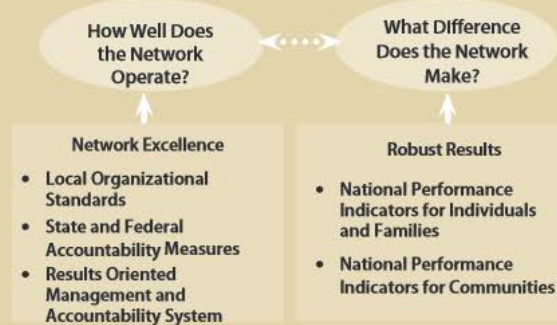 How Well Does
the Network
Operate?
What DIfference
Does the Network
Make?
Network Excellence
• Local Organizational
Standards
• State and Federal
Accountability Measures
• Results Oriented
Management and
Accountability System
Robust Results
• National Performance
Indicators for Individuals
and Families
• National Performance
Indicators for Communities